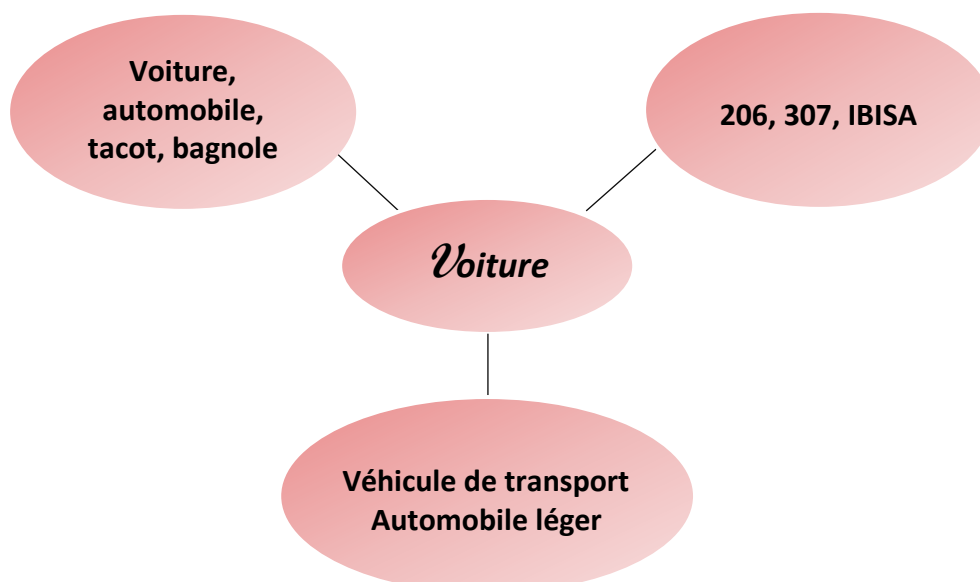 Voiture,
automobile,
tacot, bagnole
206, 307, IBISA
Voiture
Véhicule de transport
Automobile léger